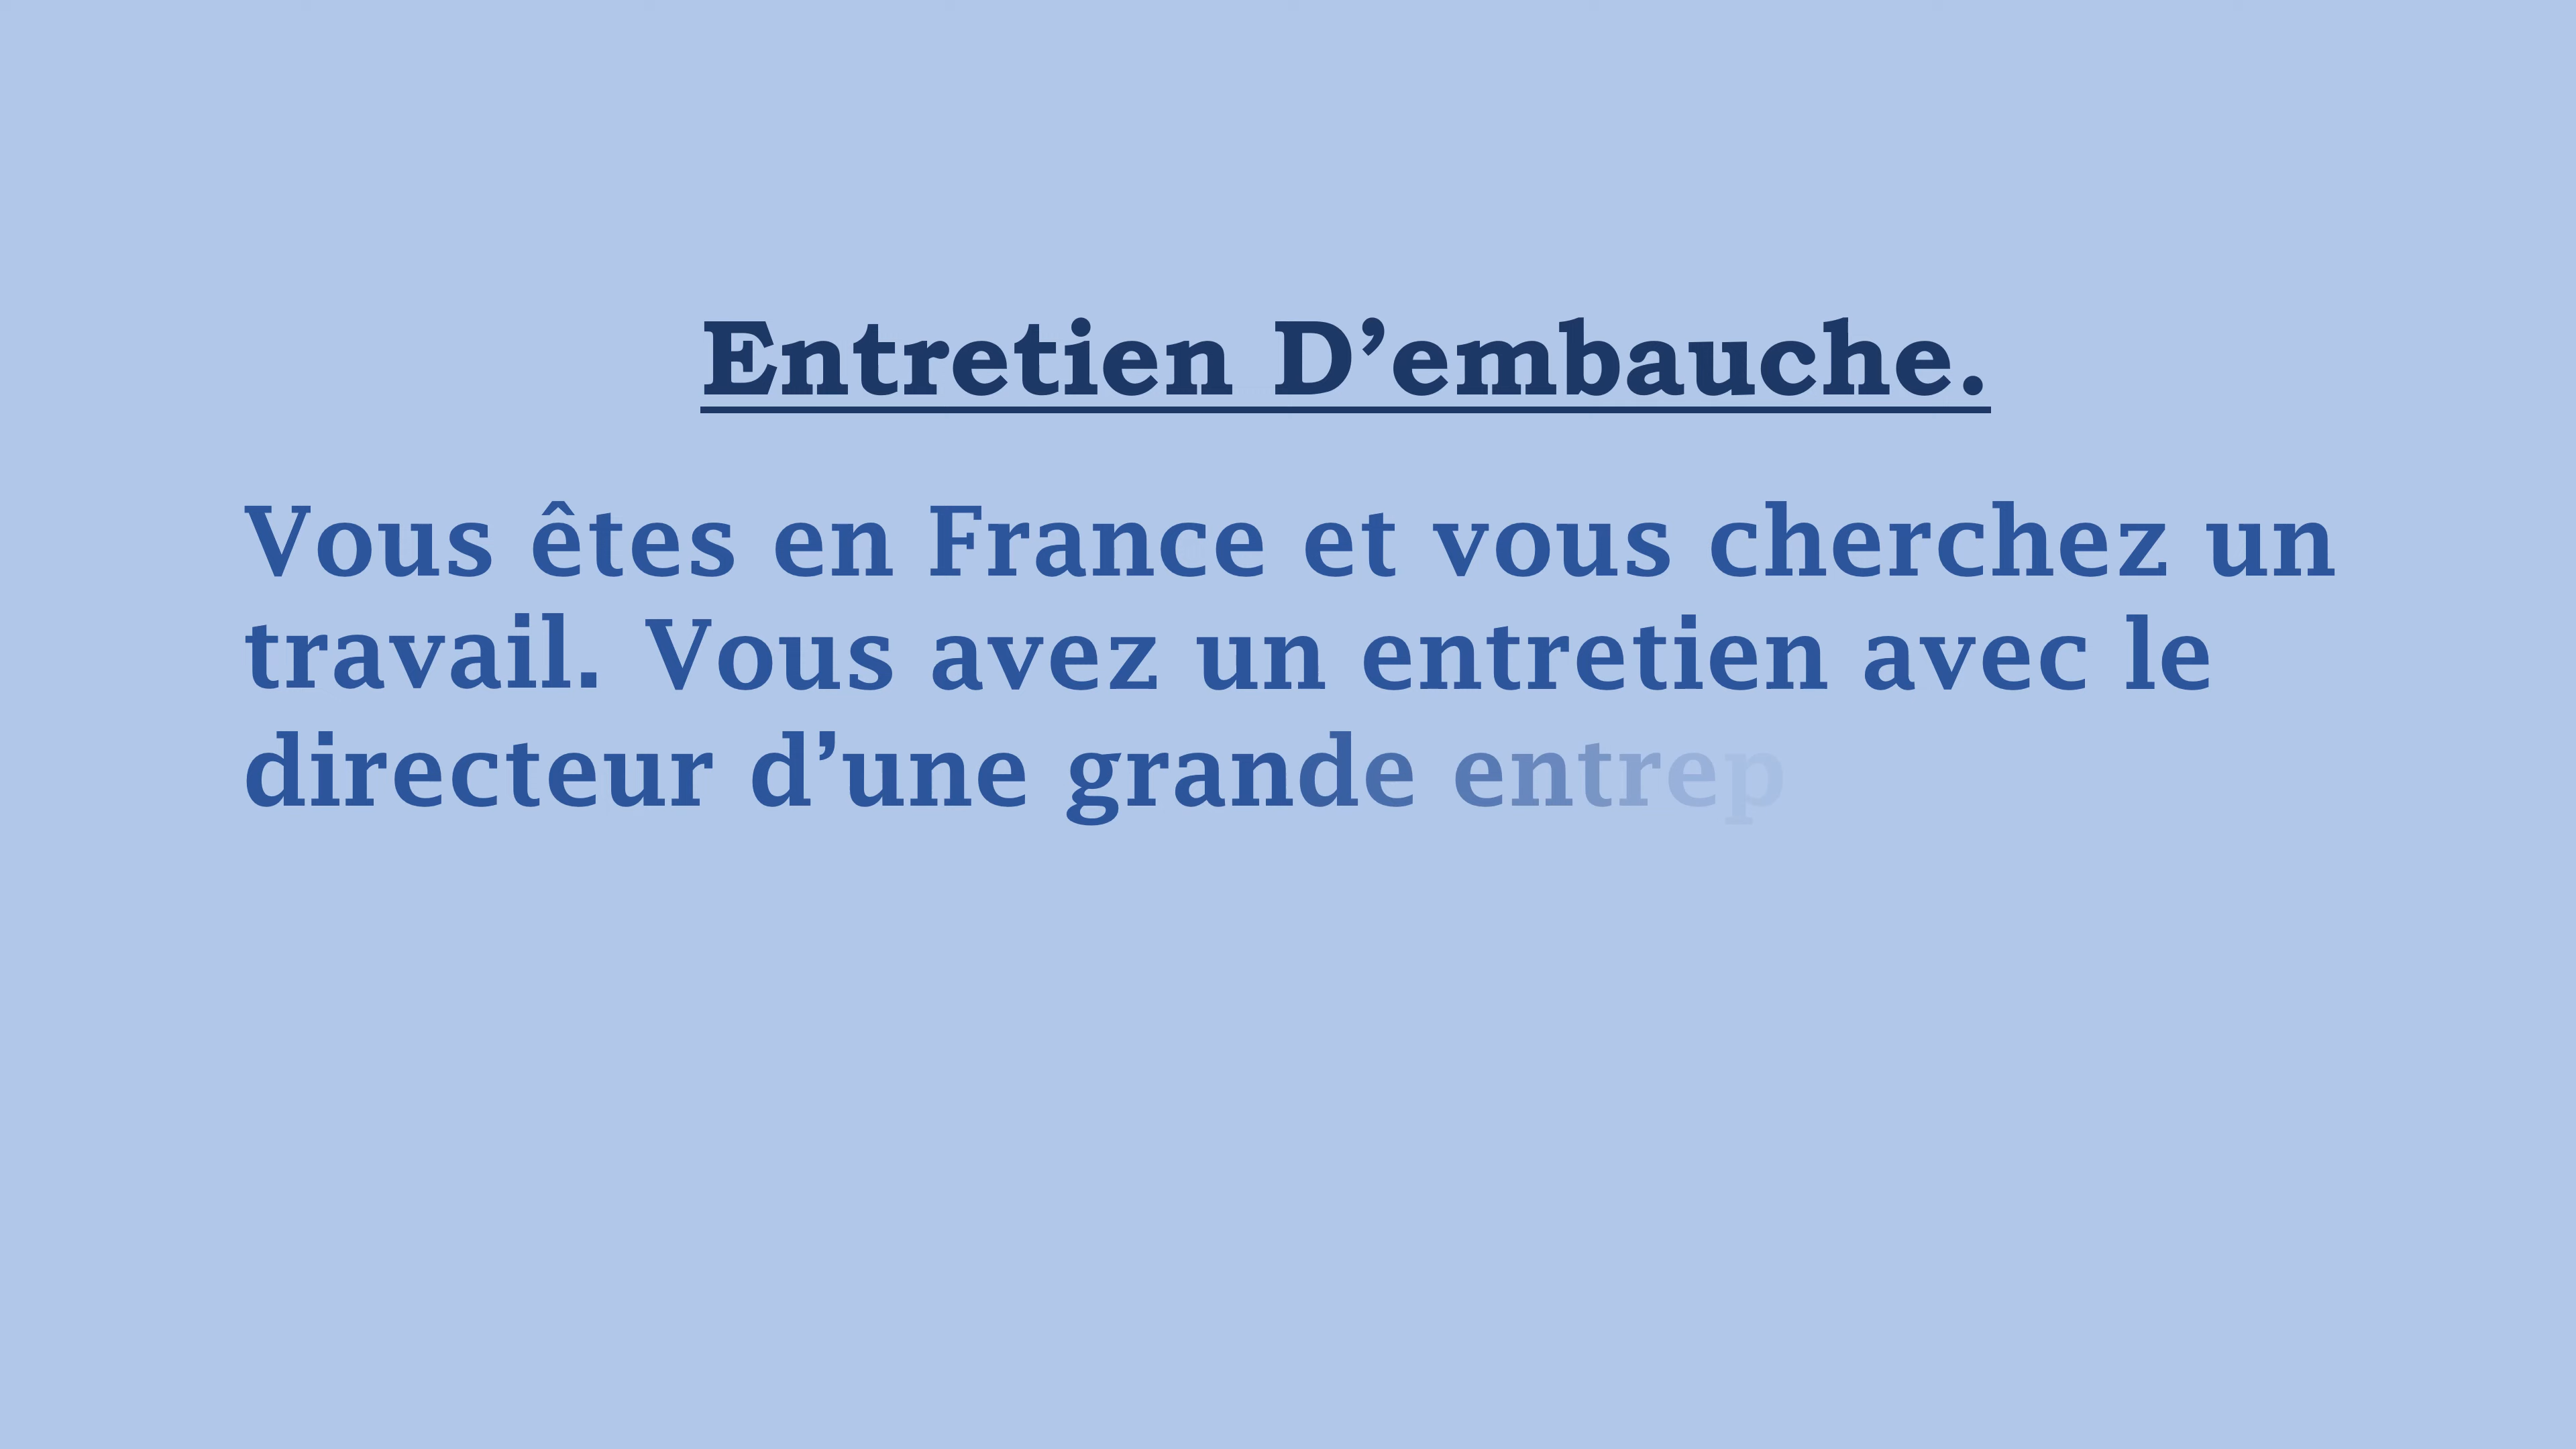 Entretien D’embauche.
Vous êtes en France et vous cherchez un
travail. Vous avez un entretien avec le
directeur d’une grande entrep